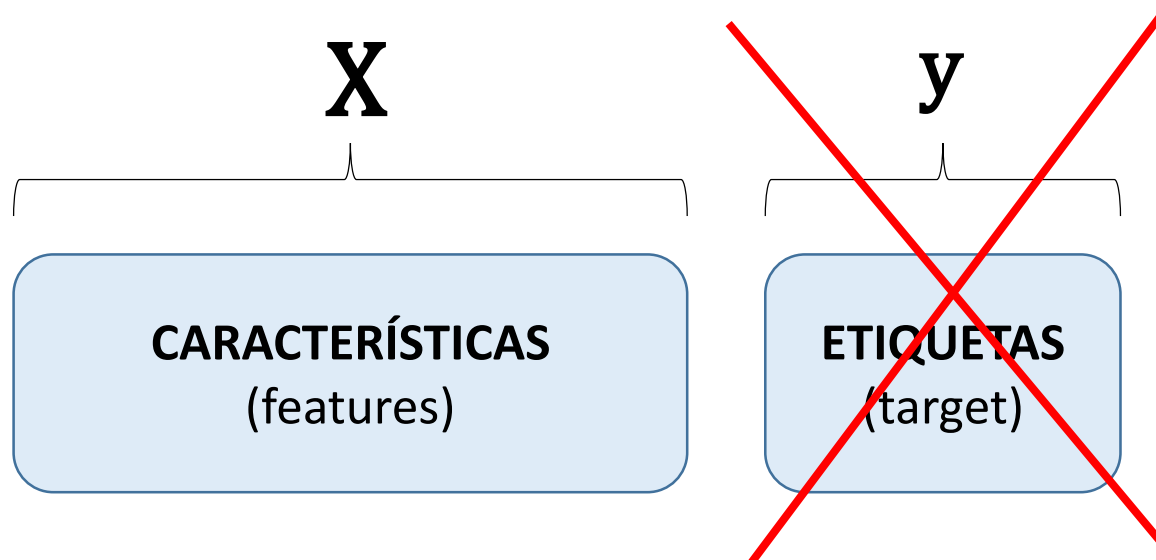 X
y
CARACTERÍSTICAS
(features)
ETIQUETAS
(target)